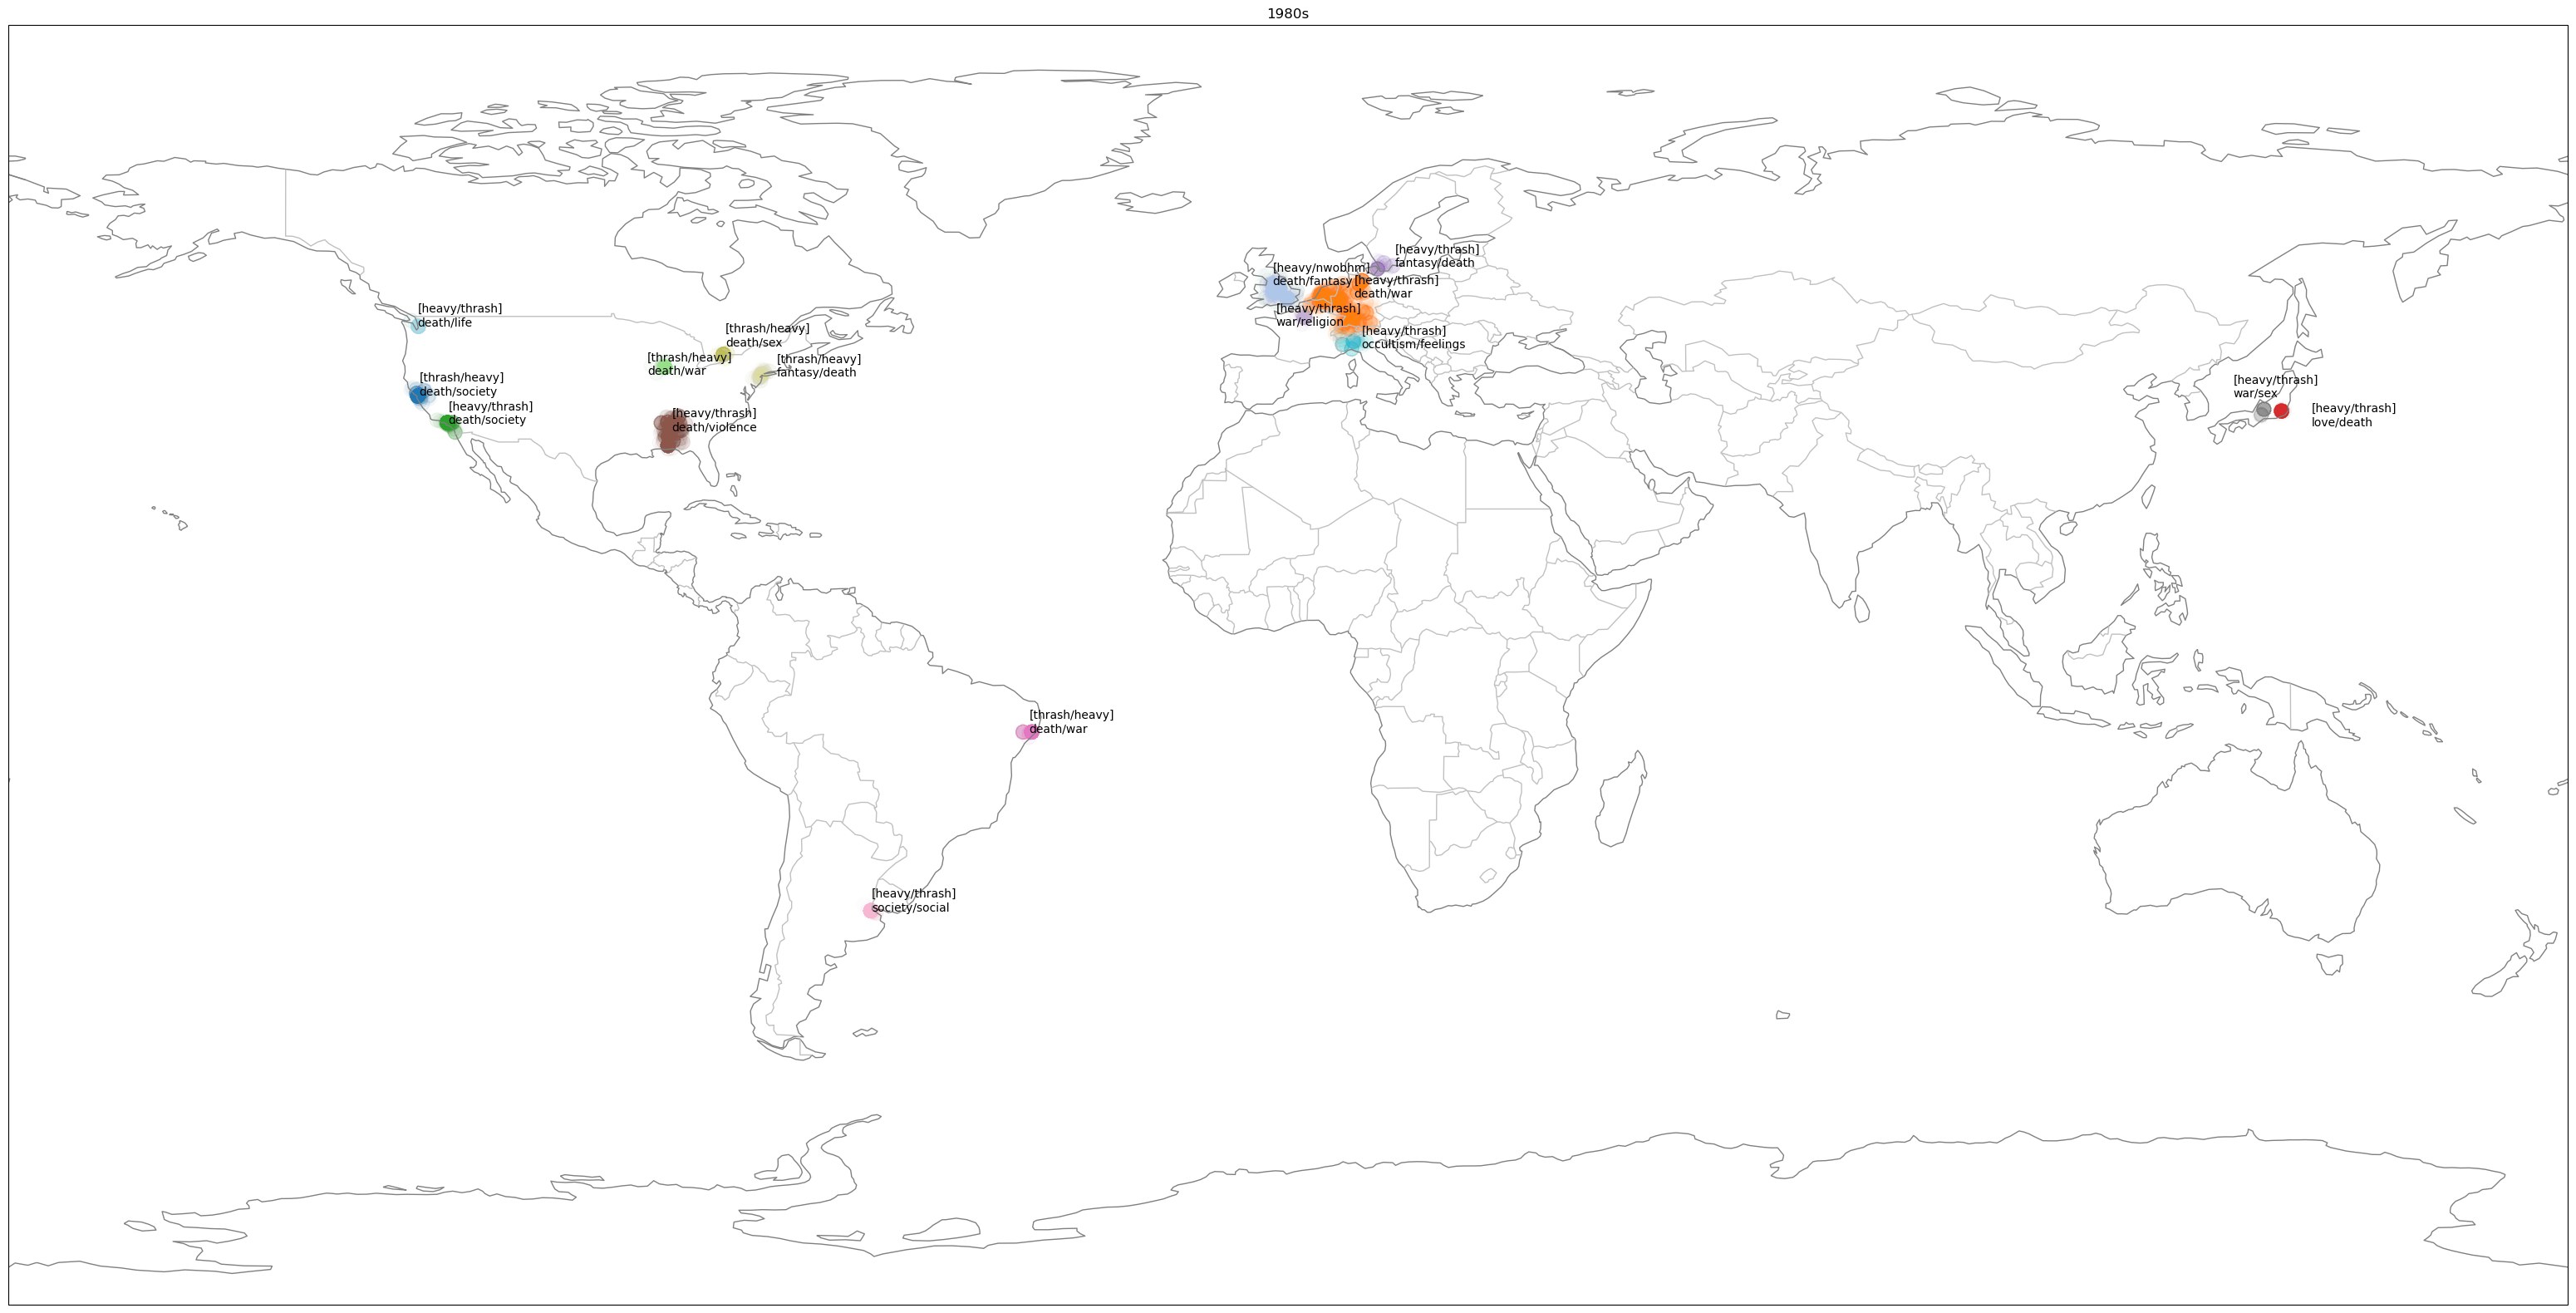 1980s
[heavy/thrash]
fantasy/death
[heavy/nwobhm]
death/fantasy
[heavy/thrash]
death/war
[heavy/thrash]
war/religion
[heavy/thrash]
occultism/feelings
[heavy/thrash]
death/life
[thrash/heavy]
death/sex
[thrash/heavy]
death/war
[thrash/heavy]
fantasy/death
[thrash/heavy]
death/society
[heavy/thrash]
death/society
[heavy/thrash]
death/violence
[heavy/thrash]
war/sex
[heavy/thrash]
love/death
[thrash/heavy]
death/war
[heavy/thrash]
society/social